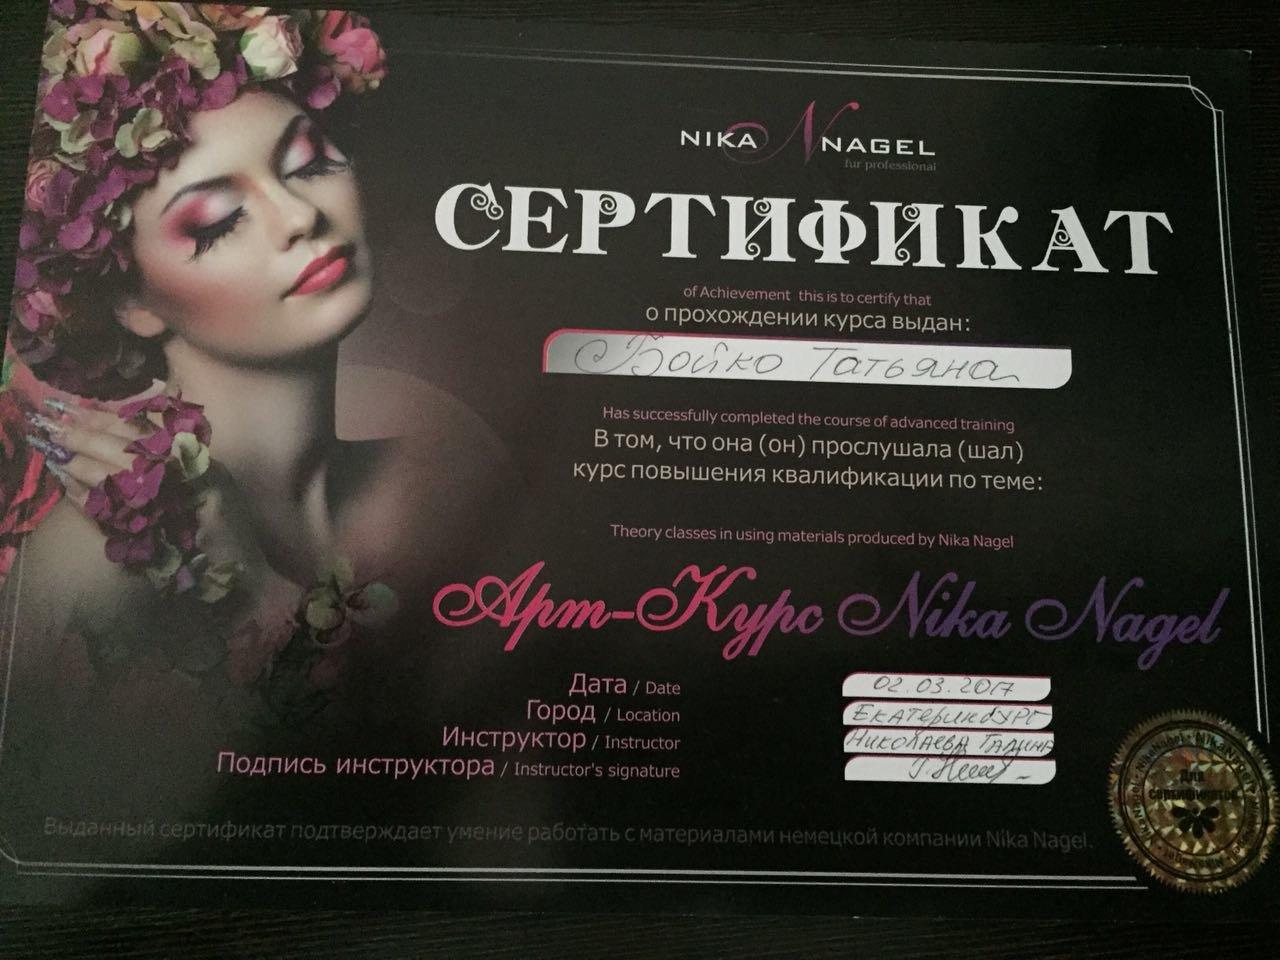 NIKA N NAGEL
fur professional
СЕРТИФИКАТ
of Achievement this is to certify that
о прохождении курса выдан:
Бойко Татьяна
Has successfully completed the course of advanced training
В том, что она (он) прослушала (шал)
курс повышения квалификации по теме:
Theory classes in using materials produced by Nika Nagel
Арт-Курс Nika Nagel
Дата / Date 02.03.2017
Город / Location Екатеринбург
Инструктор / Instructor Николаева Галина
Подпись инструктора / Instructor's signature
Для
сертификатов
Выданный сертификат подтверждает умение работать с материалами немецкой компании Nika Nagel.